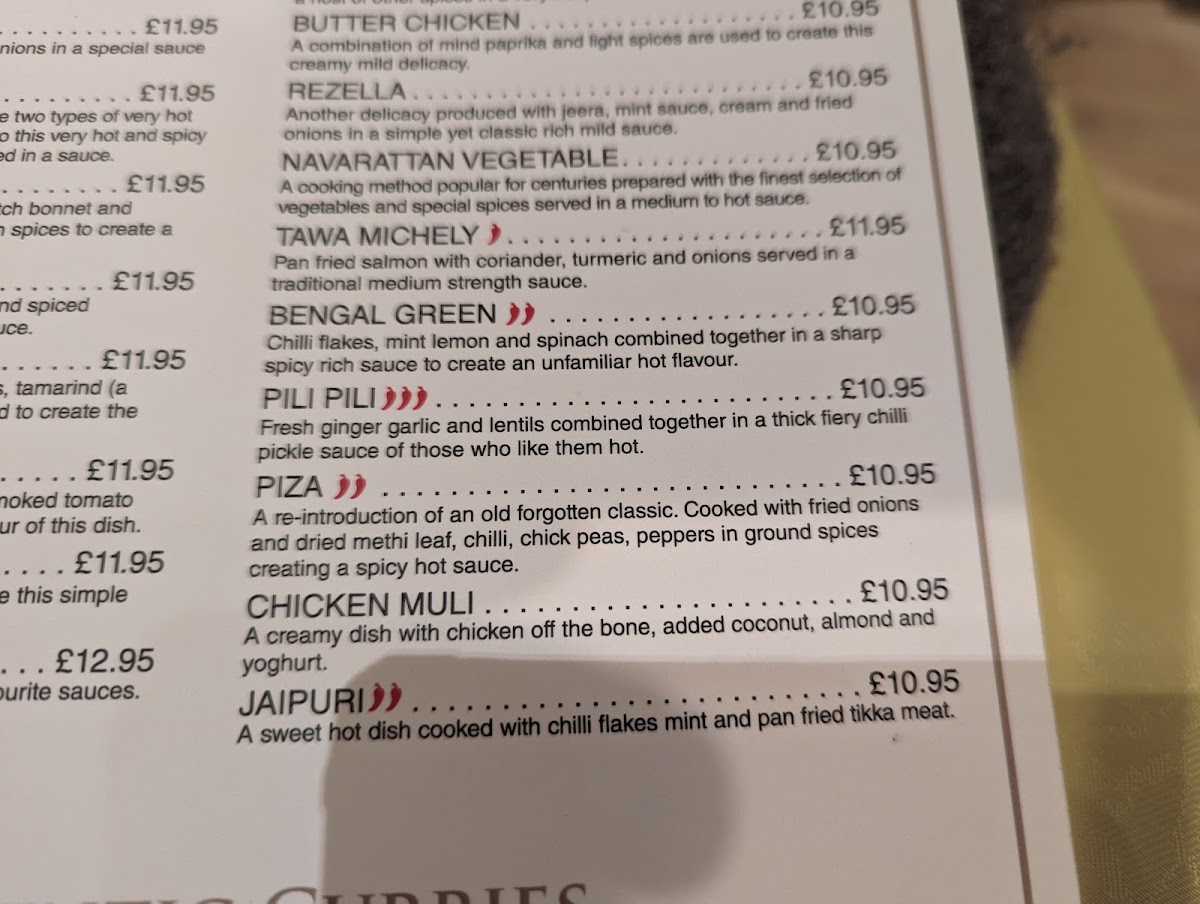 . . . . . . . . . . £11.95
nions in a special sauce
. . . . . . . . . £11.95
e two types of very hot
o this very hot and spicy
ed in a sauce.
. . . . . . . . £11.95
tch bonnet and
spices to create a
. . . . . . . £11.95
nd spiced
uce.
. . . . . . £11.95
s, tamarind (a
d to create the
. . . . . £11.95
moked tomato
ur of this dish.
. . . . £11.95
e this simple
. . . £12.95
ourite sauces.
BUTTER CHICKEN . . . . . . . . . . . . . . . . . . . . £10.95
A combination of mind paprika and light spices are used to create this
creamy mild delicacy.
REZELLA . . . . . . . . . . . . . . . . . . . . . . . . . . . £10.95
Another delicacy produced with jeera, mint sauce, cream and fried
onions in a simple yet classic rich mild sauce.
NAVARATTAN VEGETABLE. . . . . . . . . . . . . £10.95
A cooking method popular for centuries prepared with the finest selection of
vegetables and special spices served in a medium to hot sauce.
TAWA MICHELY . . . . . . . . . . . . . . . . . . . . . £11.95
Pan fried salmon with coriander, turmeric and onions served in a
traditional medium strength sauce.
BENGAL GREEN . . . . . . . . . . . . . . . . . . £10.95
Chilli flakes, mint lemon and spinach combined together in a sharp
spicy rich sauce to create an unfamiliar hot flavour.
PILI PILI . . . . . . . . . . . . . . . . . . . . . . . . . £10.95
Fresh ginger garlic and lentils combined together in a thick fiery chilli
pickle sauce of those who like them hot.
PIZA . . . . . . . . . . . . . . . . . . . . . . . . . . . . £10.95
A re-introduction of an old forgotten classic. Cooked with fried onions
and dried methi leaf, chilli, chick peas, peppers in ground spices
creating a spicy hot sauce.
CHICKEN MULI . . . . . . . . . . . . . . . . . . . . . . £10.95
A creamy dish with chicken off the bone, added coconut, almond and
yoghurt.
JAIPURI . . . . . . . . . . . . . . . . . . . . . . . . . . £10.95
A sweet hot dish cooked with chilli flakes mint and pan fried tikka meat.